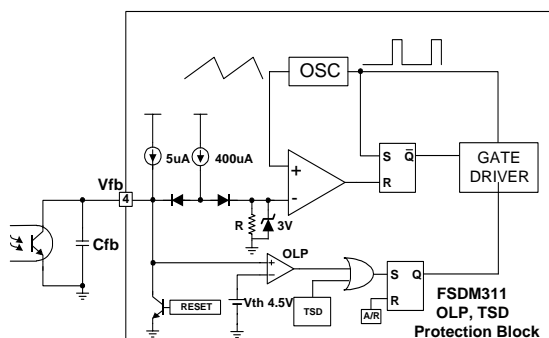 OSC
5uA
400uA
Vfb
4
+
-
S
Q̅
R
GATE
DRIVER
Cfb
R
3V
OLP
+
-
RESET
Vth 4.5V
TSD
S
Q
R
A/R
FSDM311
OLP, TSD
Protection Block